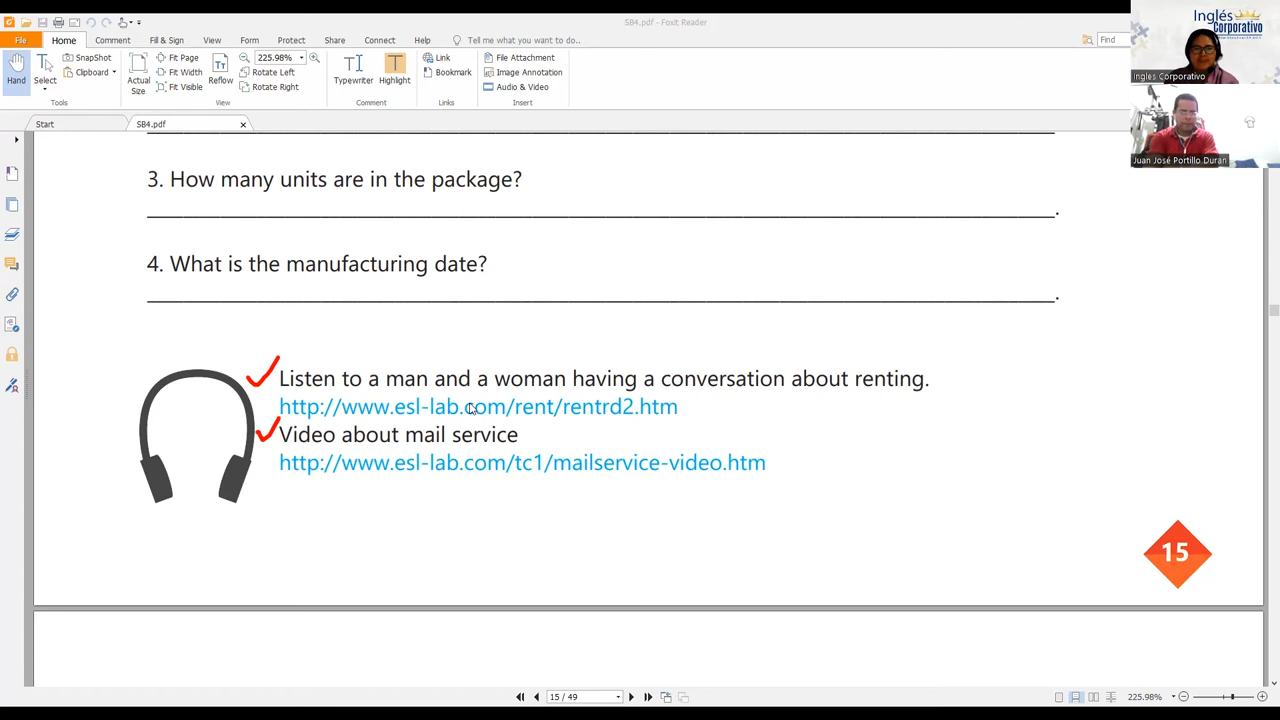 SB4.pdf - Foxit Reader
File Home Comment Fill & Sign View Form Protect Share Connect Help Tell me what you want to do.. Find
Hand Select SnapShot Clipboard Actual Size Fit Page Fit Width Fit Visible Reflow 225.98% Rotate Left Rotate Right Typewriter Highlight Link Bookmark File Attachment Image Annotation Audio & Video
Tools View Comment Links Insert
Start SB4.pdf
Inglés Corporativo
Ingles Corporativo
Juan José Portillo Duran
3. How many units are in the package?
4. What is the manufacturing date?
Listen to a man and a woman having a conversation about renting.
http://www.esl-lab.com/rent/rentrd2.htm
Video about mail service
http://www.esl-lab.com/tc1/mailservice-video.htm
15
15 / 49 225.98%